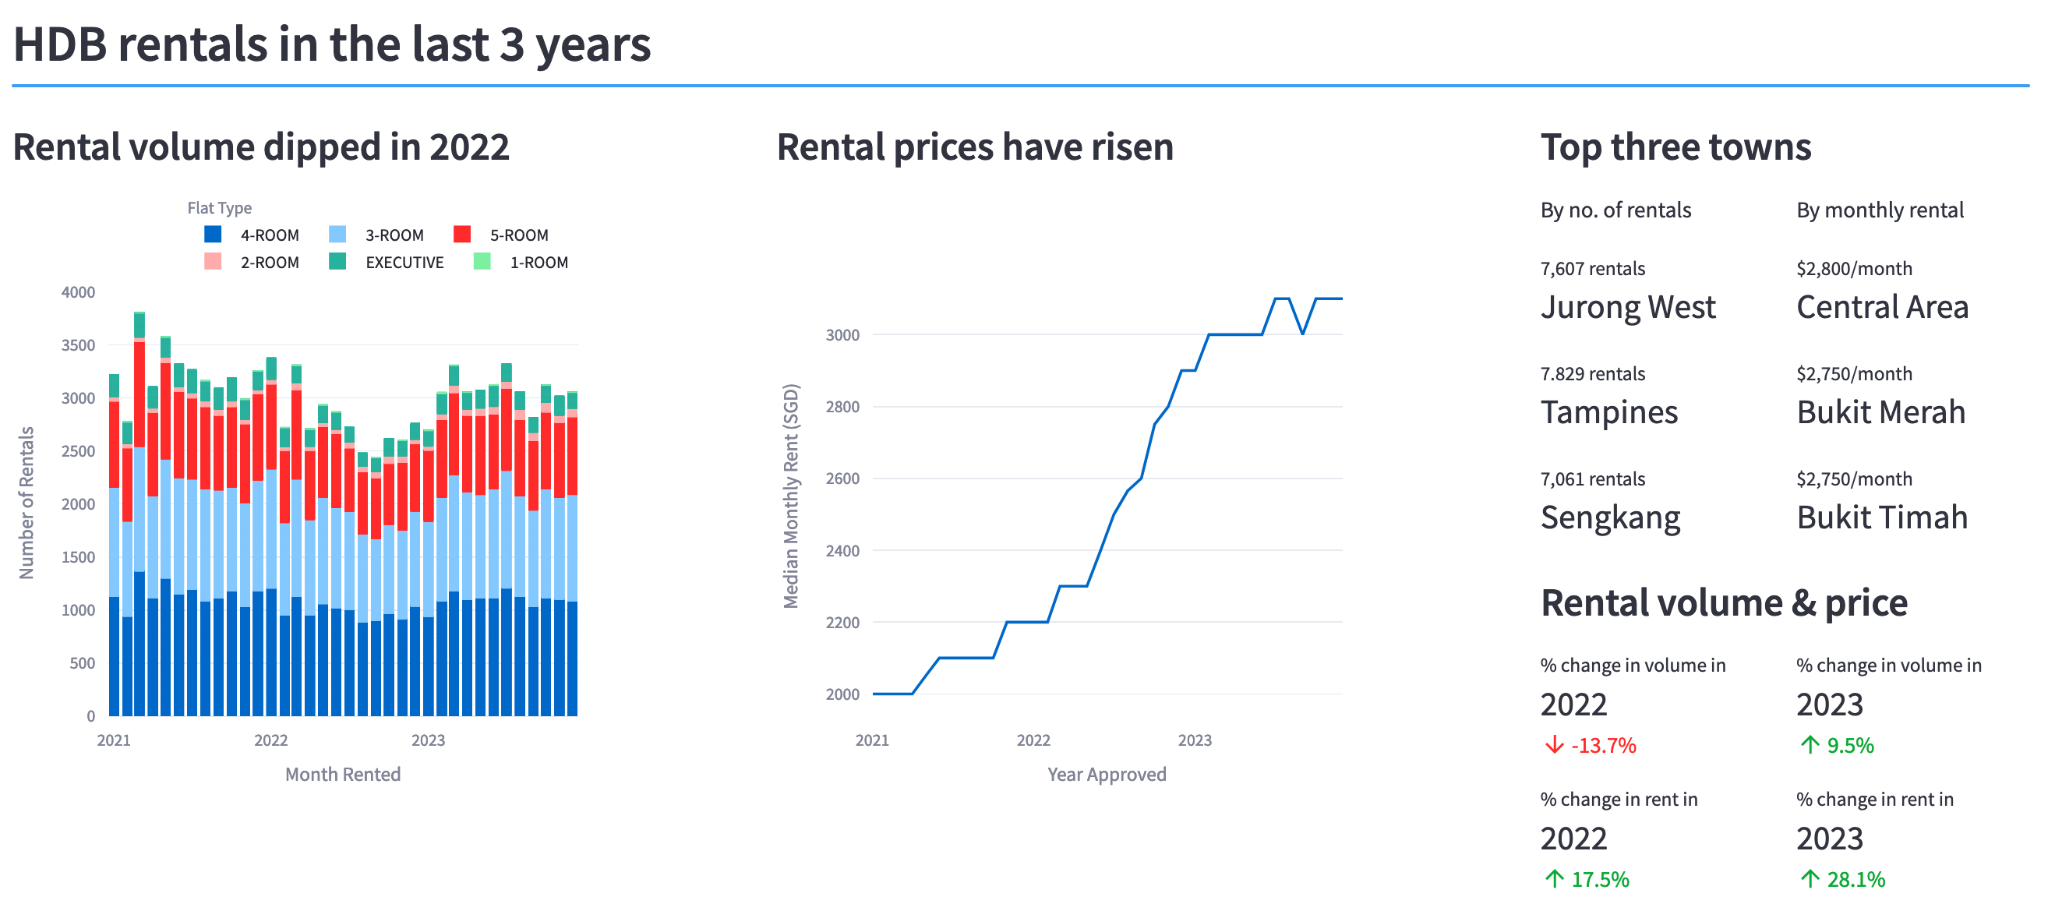 HDB rentals in the last 3 years
Rental volume dipped in 2022
Flat Type
4-ROOM 3-ROOM 5-ROOM
2-ROOM EXECUTIVE 1-ROOM
4000
3500
3000
2500
2000
1500
1000
500
0
Number of Rentals
2021 2022 2023
Month Rented
Rental prices have risen
3000
2800
2600
2400
2200
2000
Median Monthly Rent (SGD)
2021 2022 2023
Year Approved
Top three towns
By no. of rentals By monthly rental
7,607 rentals $2,800/month
Jurong West Central Area
7.829 rentals $2,750/month
Tampines Bukit Merah
7,061 rentals $2,750/month
Sengkang Bukit Timah
Rental volume & price
% change in volume in % change in volume in
2022 2023
↓ -13.7% ↑ 9.5%
% change in rent in % change in rent in
2022 2023
↑ 17.5% ↑ 28.1%